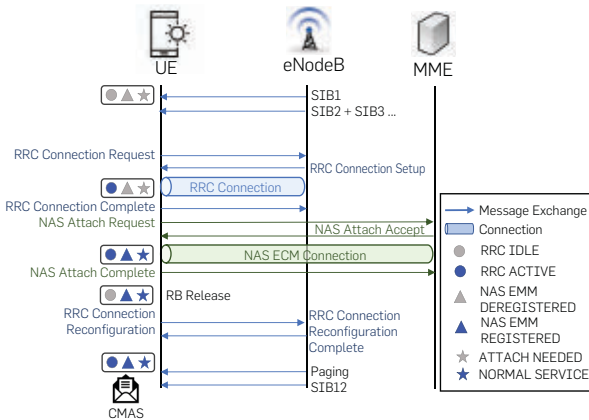 UE
eNodeB
MME
SIB1
SIB2 + SIB3 ...
RRC Connection Request
RRC Connection Setup
RRC Connection
RRC Connection Complete
NAS Attach Request
NAS Attach Accept
NAS ECM Connection
NAS Attach Complete
RB Release
RRC Connection
Reconfiguration
RRC Connection
Reconfiguration
Complete
Paging
SIB12
CMAS
Message Exchange
Connection
RRC IDLE
RRC ACTIVE
NAS EMM
DEREGISTERED
NAS EMM
REGISTERED
ATTACH NEEDED
NORMAL SERVICE